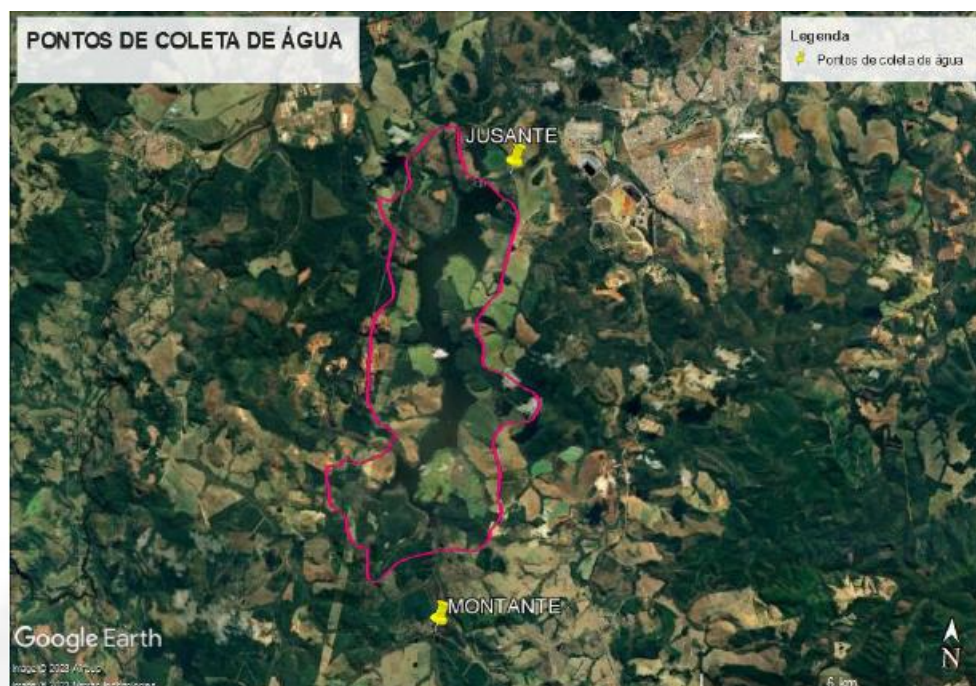 PONTOS DE COLETA DE ÁGUA
Legenda
Pontos de coleta de água
JUSANTE
MONTANTE
Google Earth
N
6 km